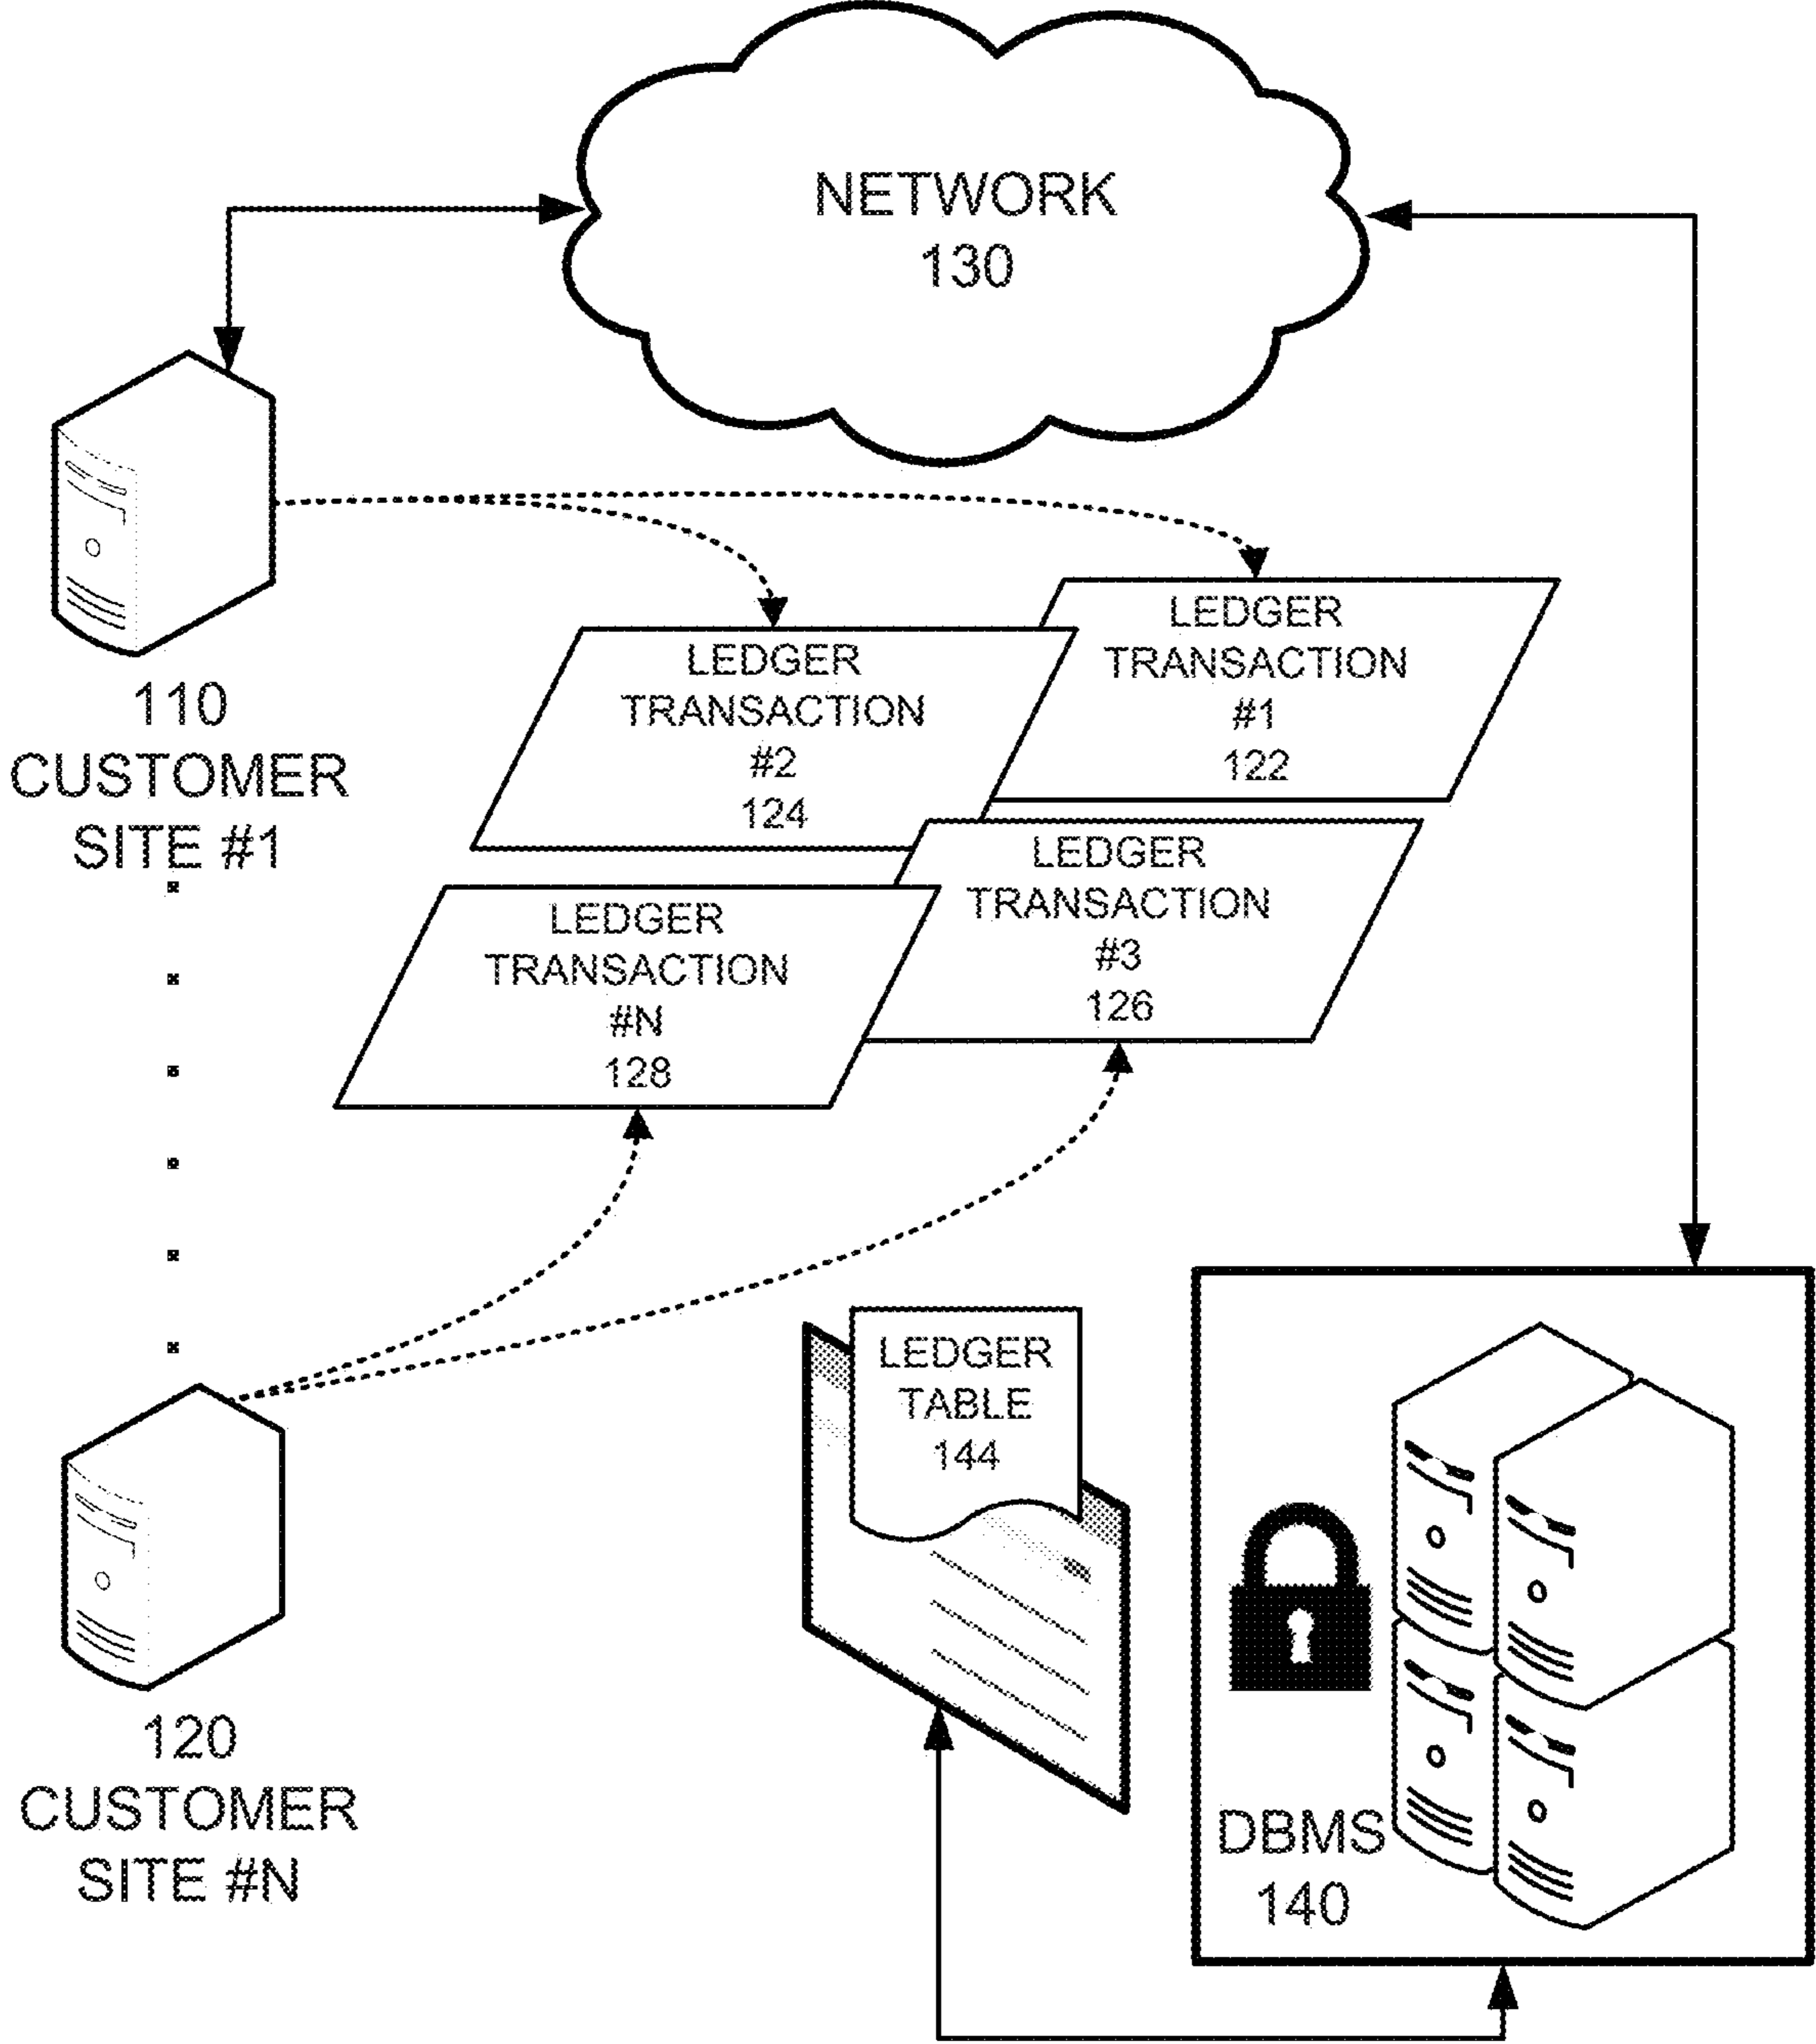 NETWORK
130
110
CUSTOMER
SITE #1
LEDGER
TRANSACTION
#1
122
LEDGER
TRANSACTION
#2
124
LEDGER
TRANSACTION
#3
126
LEDGER
TRANSACTION
#N
128
120
CUSTOMER
SITE #N
LEDGER
TABLE
144
DBMS
140